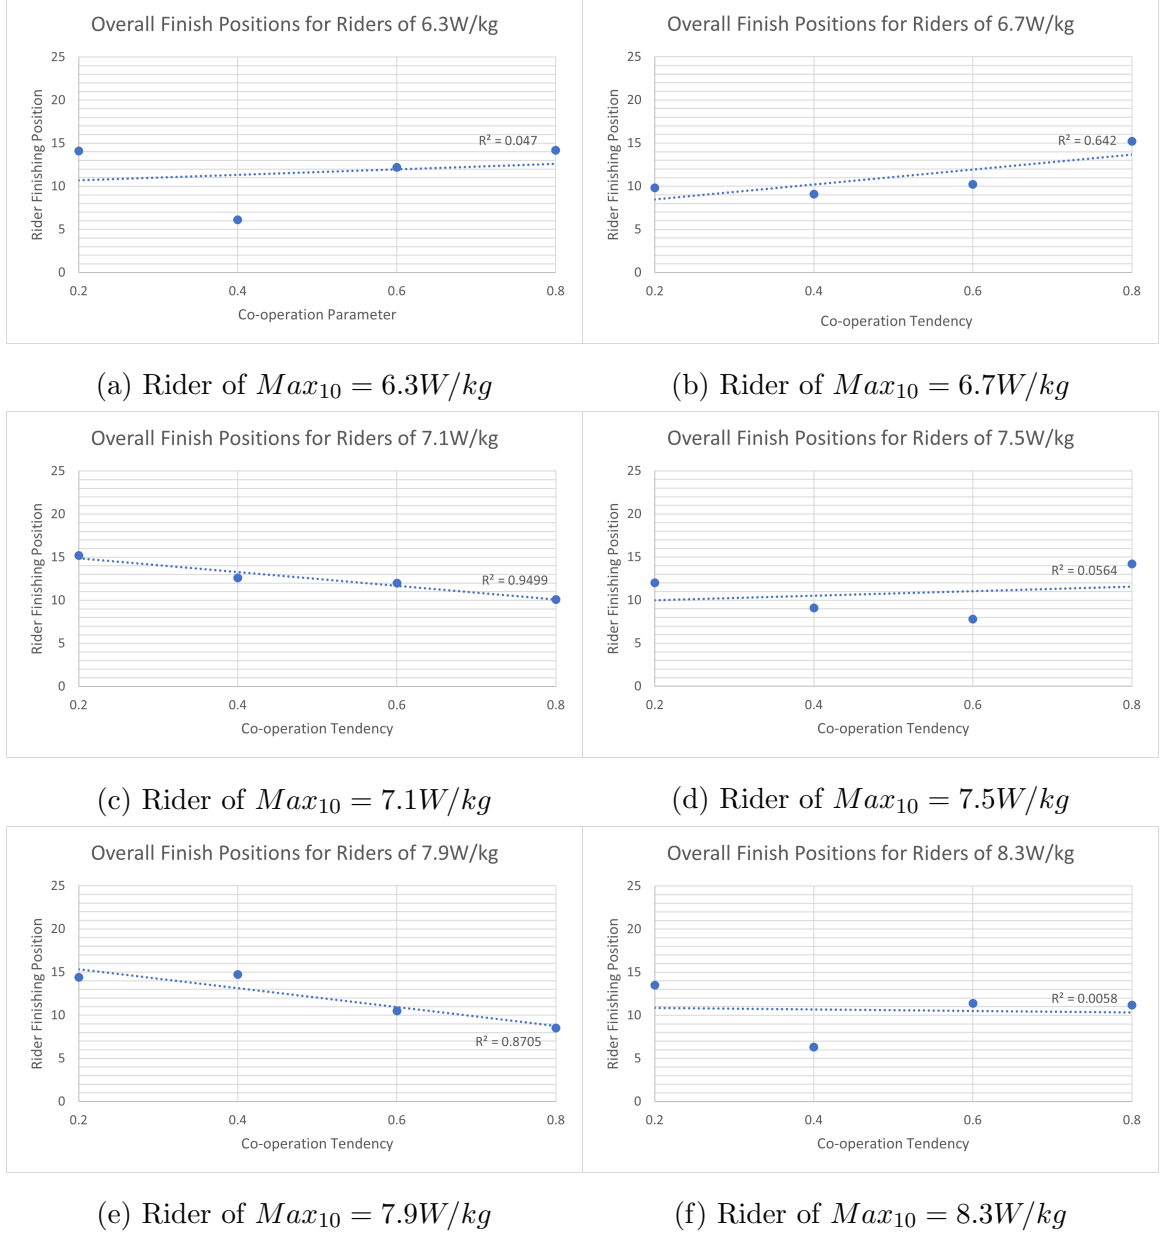 Overall Finish Positions for Riders of 6.3W/kg
Rider Finishing Position
25
20
15
10
5
0
R² = 0.047
0.2 0.4 0.6 0.8
Co-operation Parameter
(a) Rider of Max₁₀ = 6.3W/kg
Overall Finish Positions for Riders of 6.7W/kg
Rider Finishing Position
25
20
15
10
5
0
R² = 0.642
0.2 0.4 0.6 0.8
Co-operation Tendency
(b) Rider of Max₁₀ = 6.7W/kg
Overall Finish Positions for Riders of 7.1W/kg
Rider Finishing Position
25
20
15
10
5
0
R² = 0.9499
0.2 0.4 0.6 0.8
Co-operation Tendency
(c) Rider of Max₁₀ = 7.1W/kg
Overall Finish Positions for Riders of 7.5W/kg
Rider Finishing Position
25
20
15
10
5
0
R² = 0.0564
0.2 0.4 0.6 0.8
Co-operation Tendency
(d) Rider of Max₁₀ = 7.5W/kg
Overall Finish Positions for Riders of 7.9W/kg
Rider Finishing Position
25
20
15
10
5
0
R² = 0.8705
0.2 0.4 0.6 0.8
Co-operation Tendency
(e) Rider of Max₁₀ = 7.9W/kg
Overall Finish Positions for Riders of 8.3W/kg
Rider Finishing Position
25
20
15
10
5
0
R² = 0.0058
0.2 0.4 0.6 0.8
Co-operation Tendency
(f) Rider of Max₁₀ = 8.3W/kg